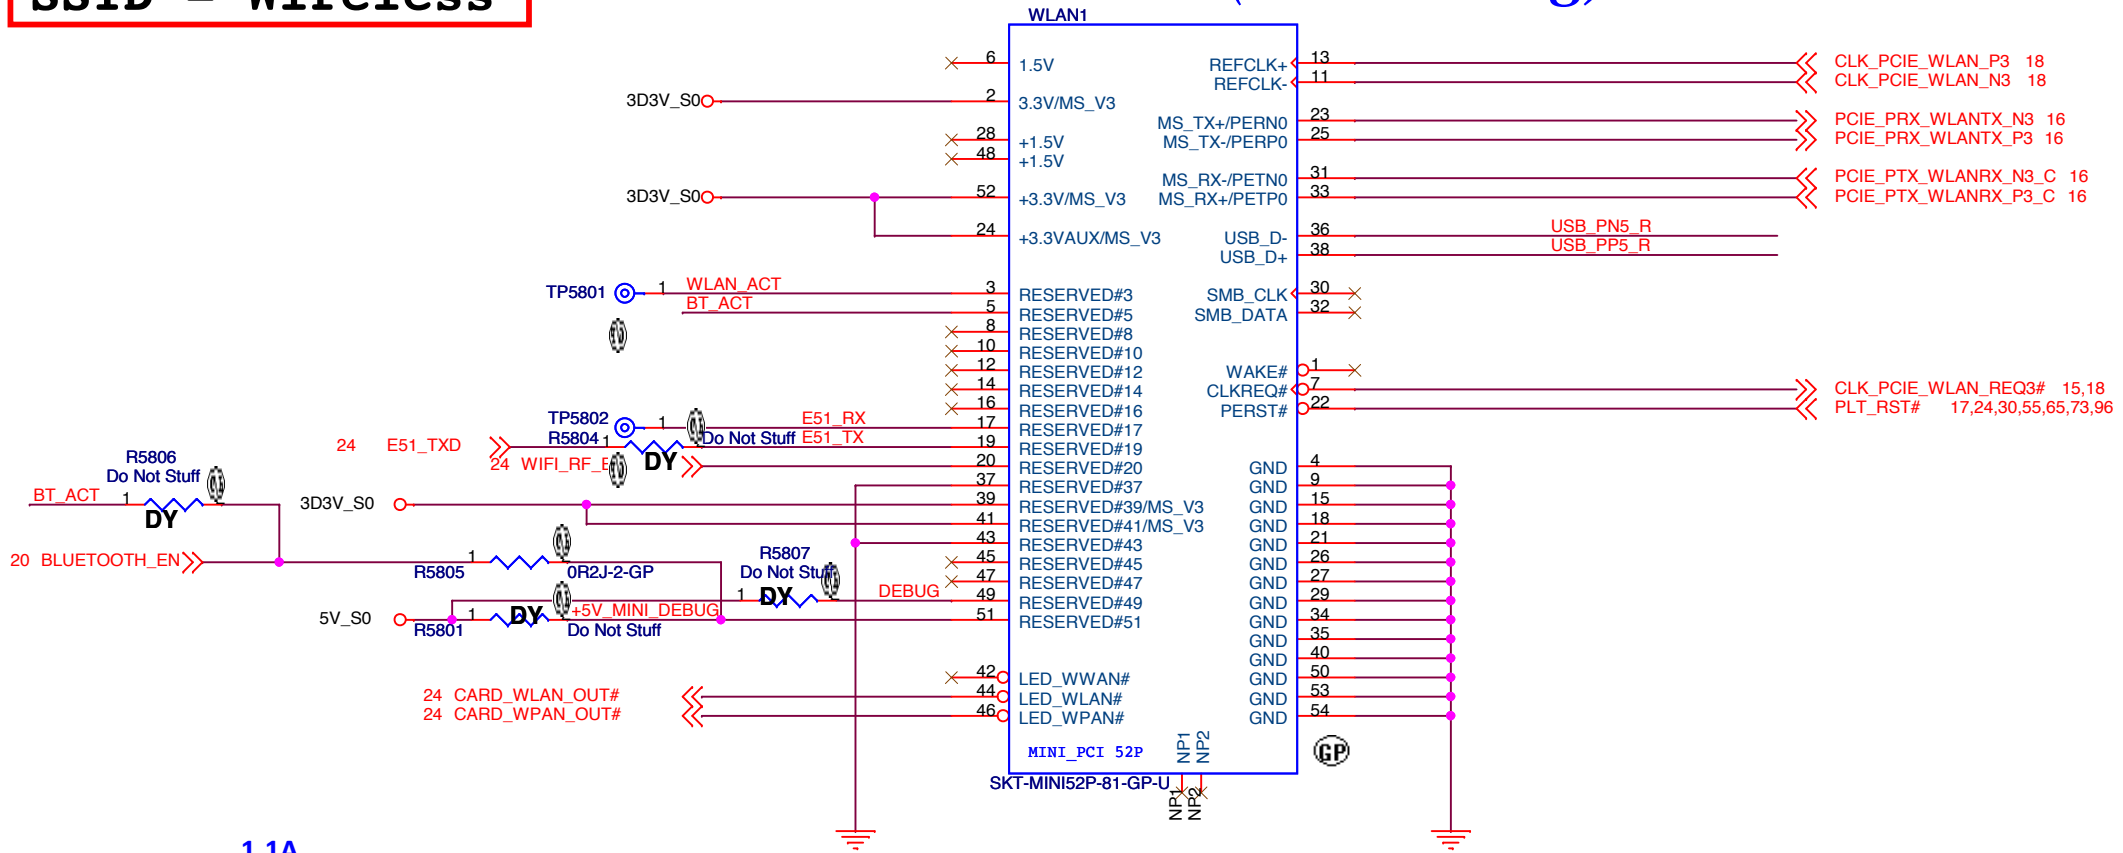 WLAN1
6 1.5V
3D3V_S0 2 3.3V/MS_V3
28 +1.5V
48 +1.5V
3D3V_S0 52 +3.3V/MS_V3
24 +3.3VAUX/MS_V3
TP5801 1 WLAN_ACT 3 RESERVED#3
BT_ACT 5 RESERVED#5
8 RESERVED#8
10 RESERVED#10
12 RESERVED#12
14 RESERVED#14
16 RESERVED#16
TP5802 1 E51_RX 17 RESERVED#17
24 E51_TXD R5804 1 Do Not Stuff E51_TX 19 RESERVED#19
DY
24 WIFI_RF_E 20 RESERVED#20
37 RESERVED#37
3D3V_S0 39 RESERVED#39/MS_V3
41 RESERVED#41/MS_V3
43 RESERVED#43
45 RESERVED#45
47 RESERVED#47
R5806
Do Not Stuff
BT_ACT 1
DY
20 BLUETOOTH_EN
R5805 1 0R2J-2-GP
R5807
Do Not Stuff
1 DY DEBUG 49 RESERVED#49
5V_S0 R5801 1 DY +5V_MINI_DEBUG 51 RESERVED#51
Do Not Stuff
42 LED_WWAN#
24 CARD_WLAN_OUT# 44 LED_WLAN#
24 CARD_WPAN_OUT# 46 LED_WPAN#
MINI_PCI 52P
NP1 NP2
SKT-MINI52P-81-GP-U
NP1 NP2
GP
REFCLK+ 13 CLK_PCIE_WLAN_P3 18
REFCLK- 11 CLK_PCIE_WLAN_N3 18
MS_TX+/PERN0 23 PCIE_PRX_WLANTX_N3 16
MS_TX-/PERP0 25 PCIE_PRX_WLANTX_P3 16
MS_RX-/PETN0 31 PCIE_PTX_WLANRX_N3_C 16
MS_RX+/PETP0 33 PCIE_PTX_WLANRX_P3_C 16
USB_D- 36 USB_PN5_R
USB_D+ 38 USB_PP5_R
SMB_CLK 30
SMB_DATA 32
WAKE# 1
CLKREQ# 7 CLK_PCIE_WLAN_REQ3# 15,18
PERST# 22 PLT_RST# 17,24,30,55,65,73,96
GND 4
GND 9
GND 15
GND 18
GND 21
GND 26
GND 27
GND 29
GND 34
GND 35
GND 40
GND 50
GND 53
GND 54
1.1A